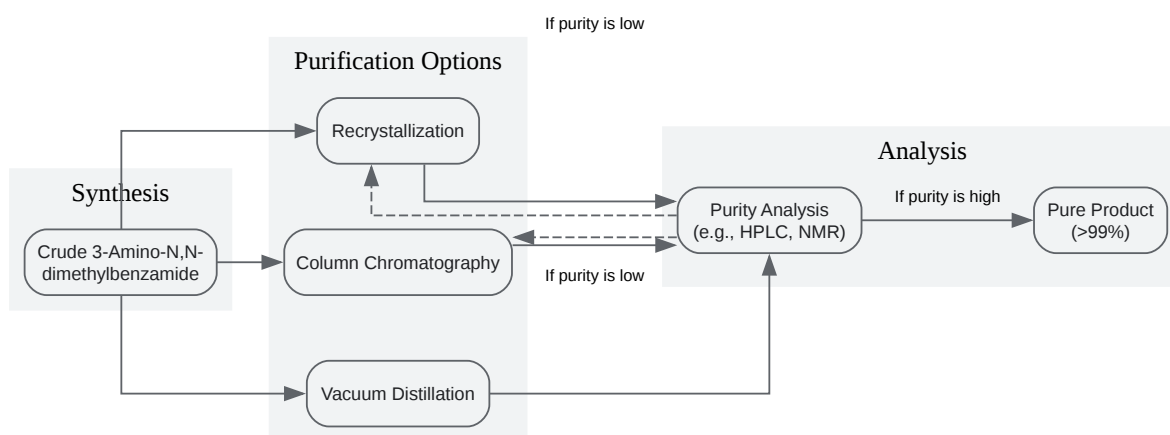 If purity is low
Purification Options
Recrystallization
Analysis
Synthesis
Purity Analysis
(e.g., HPLC, NMR)
If purity is high
Pure Product
(>99%)
Crude 3-Amino-N,N-
dimethylbenzamide
Column Chromatography
If purity is low
Vacuum Distillation